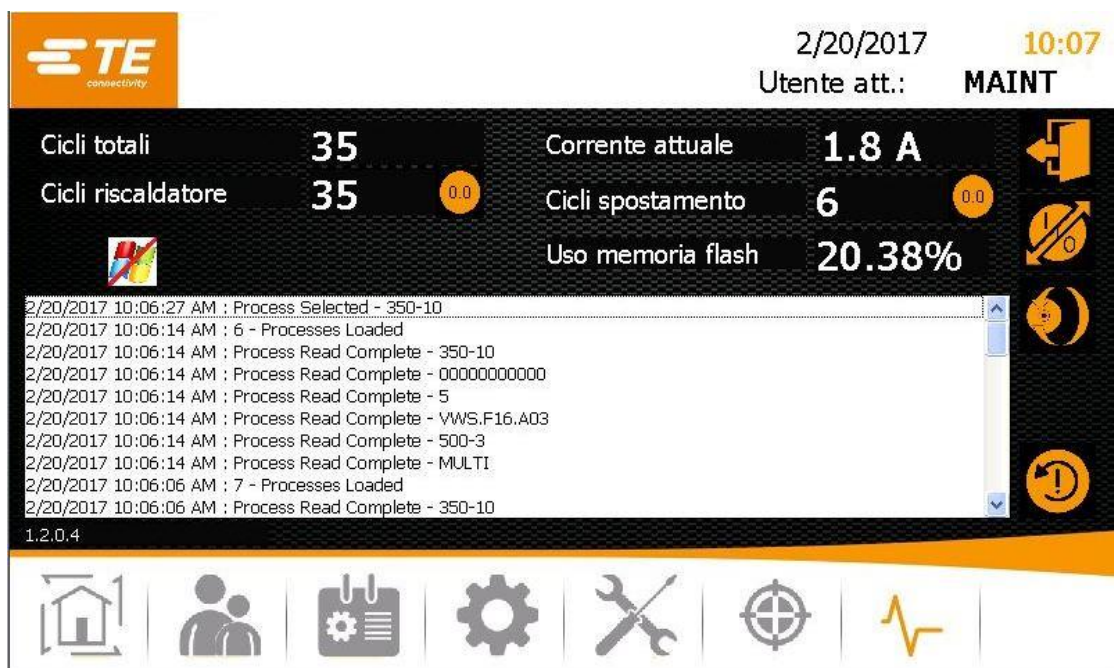 TE
connectivity
2/20/2017 10:07
Utente att.: MAINT
Cicli totali 35
Corrente attuale 1.8 A
Cicli riscaldatore 35 0.0
Cicli spostamento 6 0.0
Uso memoria flash 20.38%
I O
2/20/2017 10:06:27 AM : Process Selected - 350-10
2/20/2017 10:06:14 AM : 6 - Processes Loaded
2/20/2017 10:06:14 AM : Process Read Complete - 350-10
2/20/2017 10:06:14 AM : Process Read Complete - 00000000000
2/20/2017 10:06:14 AM : Process Read Complete - 5
2/20/2017 10:06:14 AM : Process Read Complete - VWS.F16.A03
2/20/2017 10:06:14 AM : Process Read Complete - 500-3
2/20/2017 10:06:14 AM : Process Read Complete - MULTI
2/20/2017 10:06:06 AM : 7 - Processes Loaded
2/20/2017 10:06:06 AM : Process Read Complete - 350-10
1.2.0.4